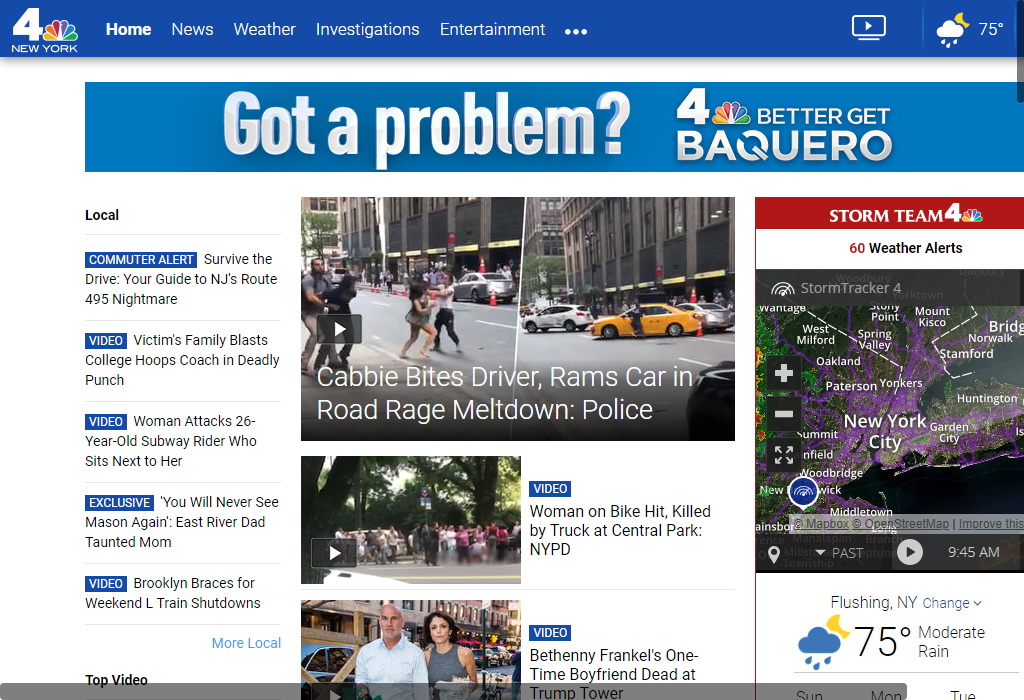 4
NEW YORK
Home News Weather Investigations Entertainment
75°
Got a problem?
4 BETTER GET
BAQUERO
Local
COMMUTER ALERT Survive the
Drive: Your Guide to NJ's Route
495 Nightmare
VIDEO Victim's Family Blasts
College Hoops Coach in Deadly
Punch
VIDEO Woman Attacks 26-
Year-Old Subway Rider Who
Sits Next to Her
EXCLUSIVE 'You Will Never See
Mason Again': East River Dad
Taunted Mom
VIDEO Brooklyn Braces for
Weekend L Train Shutdowns
More Local
Top Video
Cabbie Bites Driver, Rams Car in
Road Rage Meltdown: Police
VIDEO
Woman on Bike Hit, Killed
by Truck at Central Park:
NYPD
VIDEO
Bethenny Frankel's One-
Time Boyfriend Dead at
Trump Tower
STORM TEAM 4
60 Weather Alerts
StormTracker 4
Yorktown
Wantage
Stony
Point
Mount
Kisco
West
Milford
Spring
Valley
Bridg
Norwalk
Stamford
Oakland
Paterson Yonkers
Huntington
New York
City
Garden
City
Is
Summit
nfield
Woodbridge
New
wick
Middletown
ainsbor
© Mapbox © OpenStreetMap | Improve this
PAST
9:45 AM
Flushing, NY Change
75°
Moderate
Rain
Sun Mon Tue